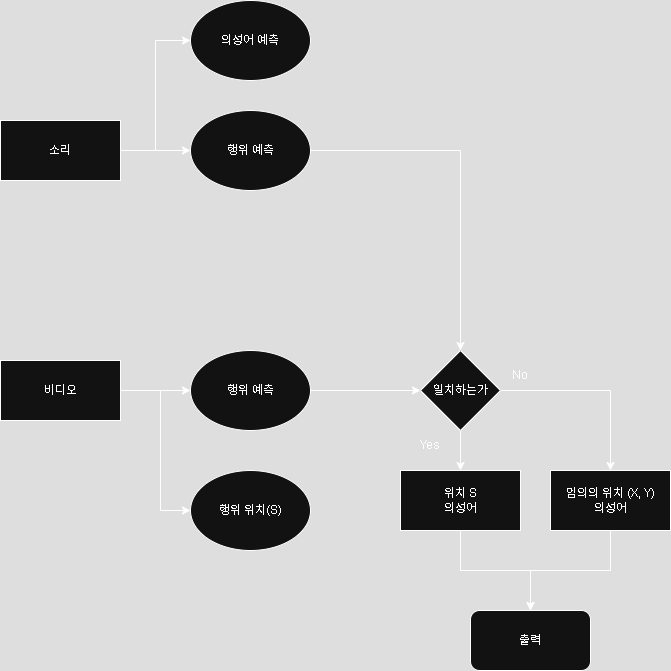 의성어 예측
소리
행위 예측
비디오
행위 예측
일치하는가
No
Yes
행위 위치(S)
위치 S
의성어
임의의 위치 (X, Y)
의성어
출력